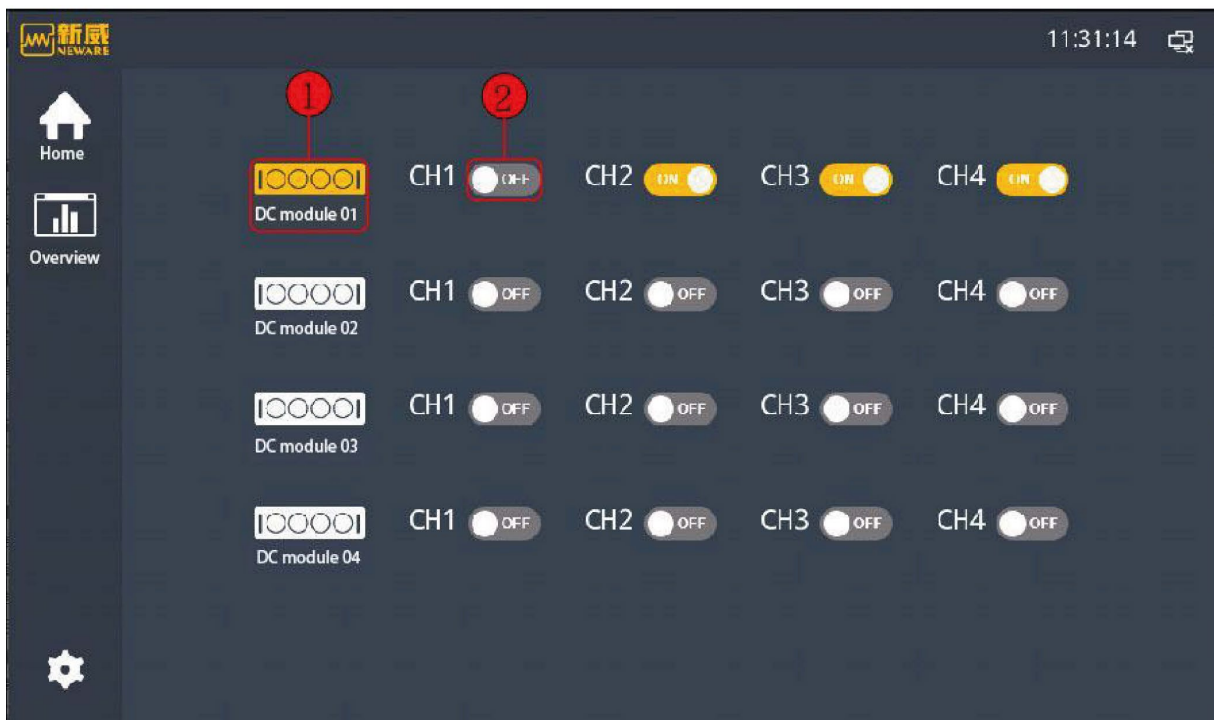 新威
NEWARE
11:31:14
1
2
Home
CH1 OFF CH2 ON CH3 ON CH4 ON
DC module 01
Overview
CH1 OFF CH2 OFF CH3 OFF CH4 OFF
DC module 02
CH1 OFF CH2 OFF CH3 OFF CH4 OFF
DC module 03
CH1 OFF CH2 OFF CH3 OFF CH4 OFF
DC module 04